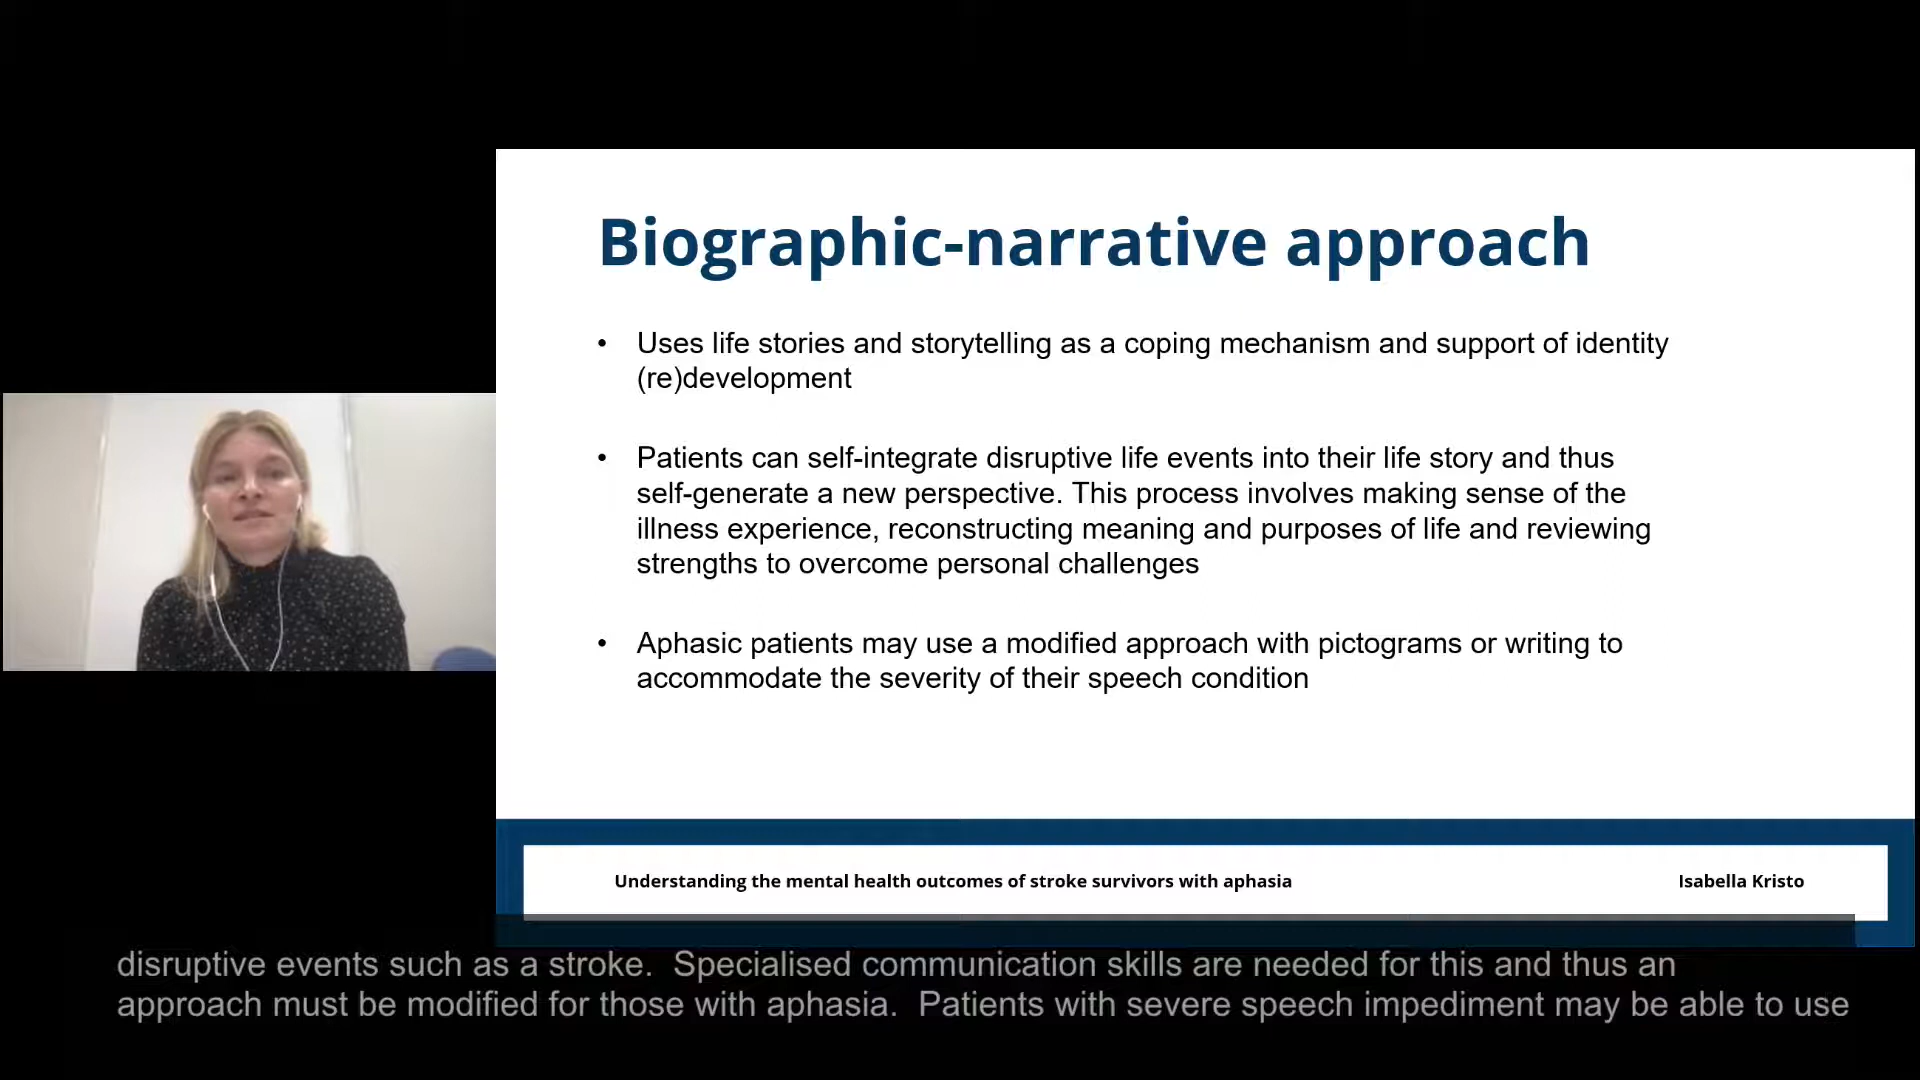 Biographic-narrative approach
• Uses life stories and storytelling as a coping mechanism and support of identity
(re)development
• Patients can self-integrate disruptive life events into their life story and thus
self-generate a new perspective. This process involves making sense of the
illness experience, reconstructing meaning and purposes of life and reviewing
strengths to overcome personal challenges
• Aphasic patients may use a modified approach with pictograms or writing to
accommodate the severity of their speech condition
Understanding the mental health outcomes of stroke survivors with aphasia
Isabella Kristo
disruptive events such as a stroke.  Specialised communication skills are needed for this and thus an
approach must be modified for those with aphasia.  Patients with severe speech impediment may be able to use